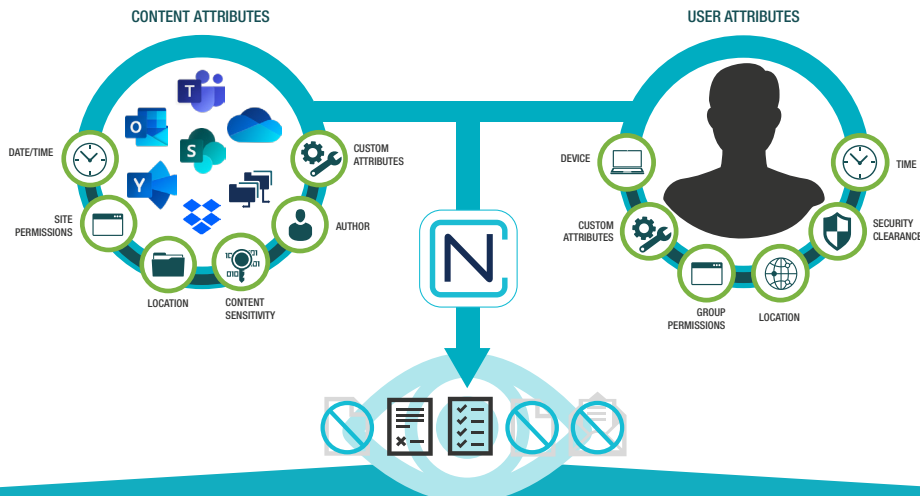 CONTENT ATTRIBUTES
USER ATTRIBUTES
T
O
S
Y
DATE/TIME
CUSTOM
ATTRIBUTES
SITE
PERMISSIONS
AUTHOR
LOCATION
CONTENT
SENSITIVITY
DEVICE
TIME
CUSTOM
ATTRIBUTES
SECURITY
CLEARANCE
GROUP
PERMISSIONS
LOCATION
N